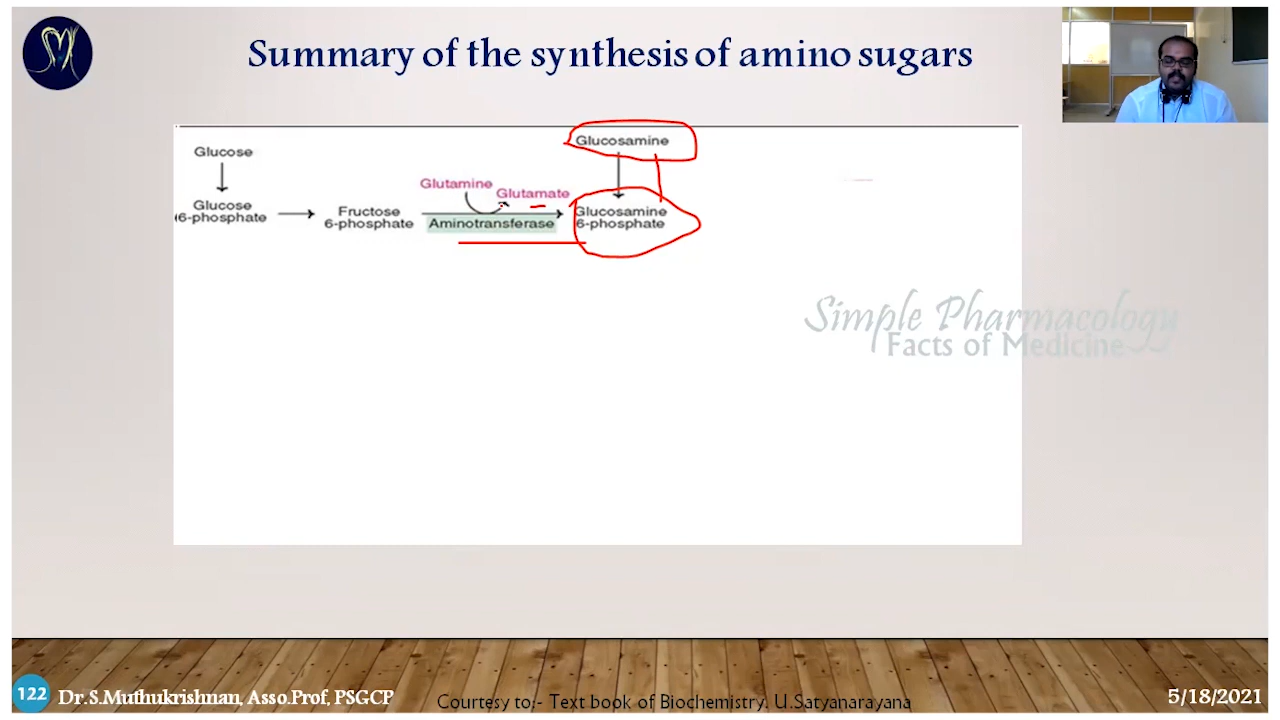 Summary of the synthesis of amino sugars
Glucosamine
Glucose
Glutamine
Glutamate
Glucose
(6-phosphate
Fructose
6-phosphate
Aminotransferase
Glucosamine
6-phosphate
Simple Pharmacology
Facts of Medicine
122
Dr.S.Muthukrishnan, Asso.Prof, PSGCP
Courtesy to:- Text book of Biochemistry. U.Satyanarayana
5/18/2021